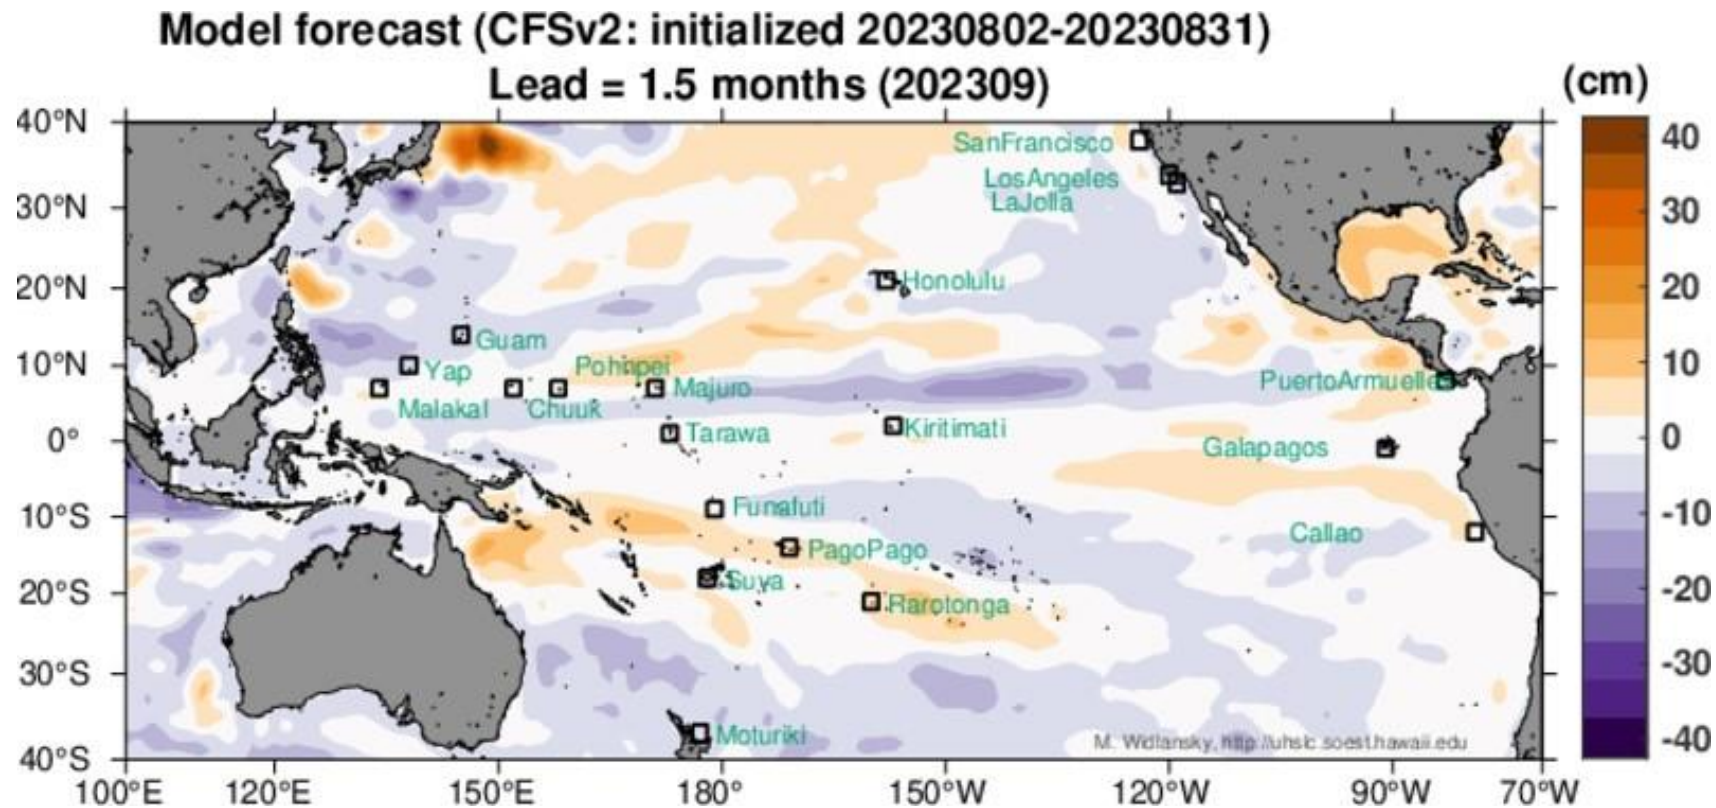 Model forecast (CFSv2: initialized 20230802-20230831)
Lead = 1.5 months (202309)
(cm)
40°N
30°N
20°N
10°N
0°
10°S
20°S
30°S
40°S
SanFrancisco
LosAngeles
LaJolla
Honolulu
Guam
Yap
Pohnpei
Malakal
Chuuk
Majuro
PuertoArmuelles
Tarawa
Kiritimati
Galapagos
Funafuti
PagoPago
Callao
Suva
Rarotonga
Moturiki
M. Widlansky, http://uhslc.soest.hawaii.edu
100°E 120°E 150°E 180° 150°W 120°W 90°W 70°W
40
30
20
10
0
-10
-20
-30
-40